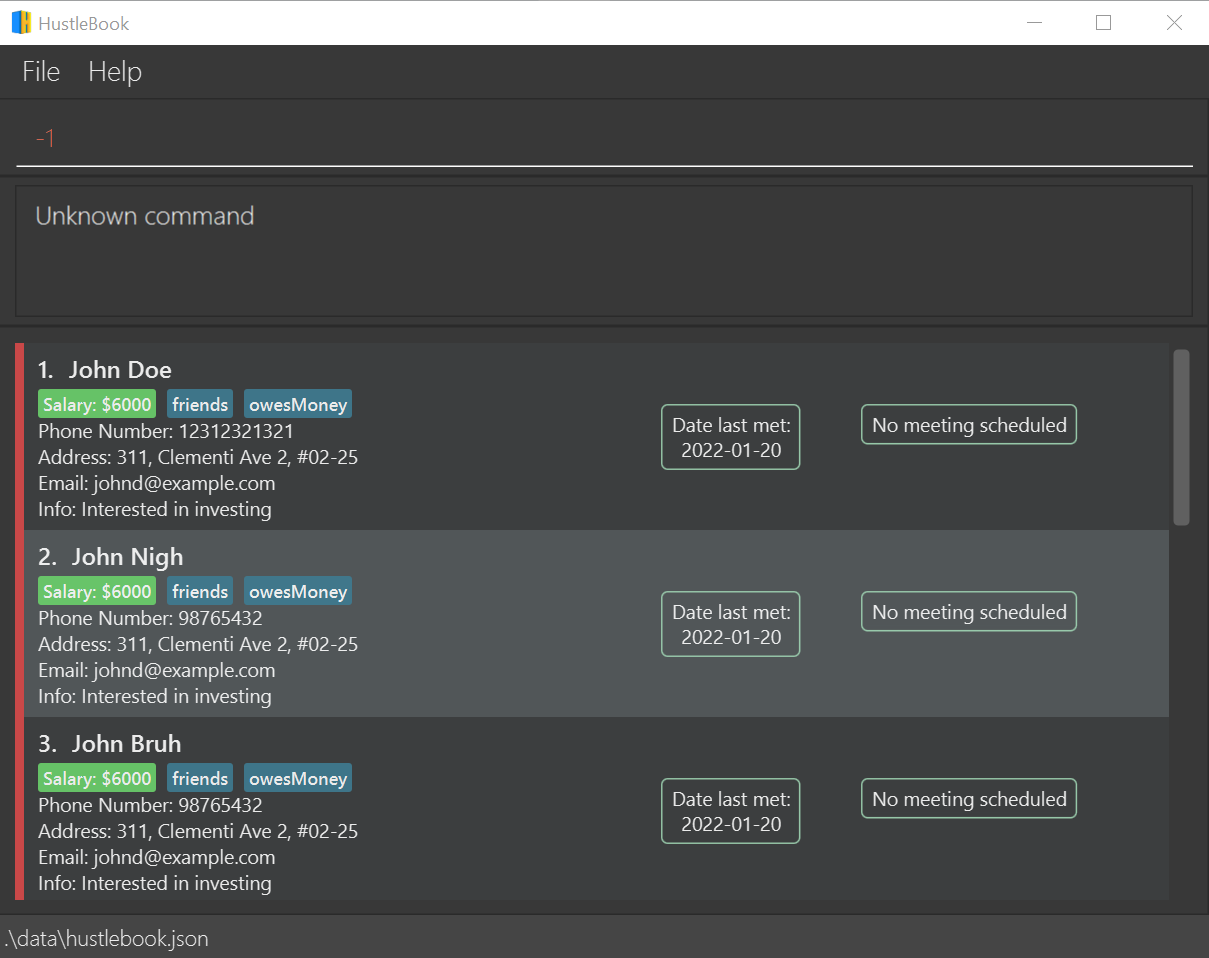 HustleBook
File Help
-1
Unknown command
1. John Doe
Salary: $6000 friends owesMoney
Phone Number: 12312321321
Address: 311, Clementi Ave 2, #02-25
Email: johnd@example.com
Info: Interested in investing
Date last met:
2022-01-20
No meeting scheduled
2. John Nigh
Salary: $6000 friends owesMoney
Phone Number: 98765432
Address: 311, Clementi Ave 2, #02-25
Email: johnd@example.com
Info: Interested in investing
Date last met:
2022-01-20
No meeting scheduled
3. John Bruh
Salary: $6000 friends owesMoney
Phone Number: 98765432
Address: 311, Clementi Ave 2, #02-25
Email: johnd@example.com
Info: Interested in investing
Date last met:
2022-01-20
No meeting scheduled
.\data\hustlebook.json